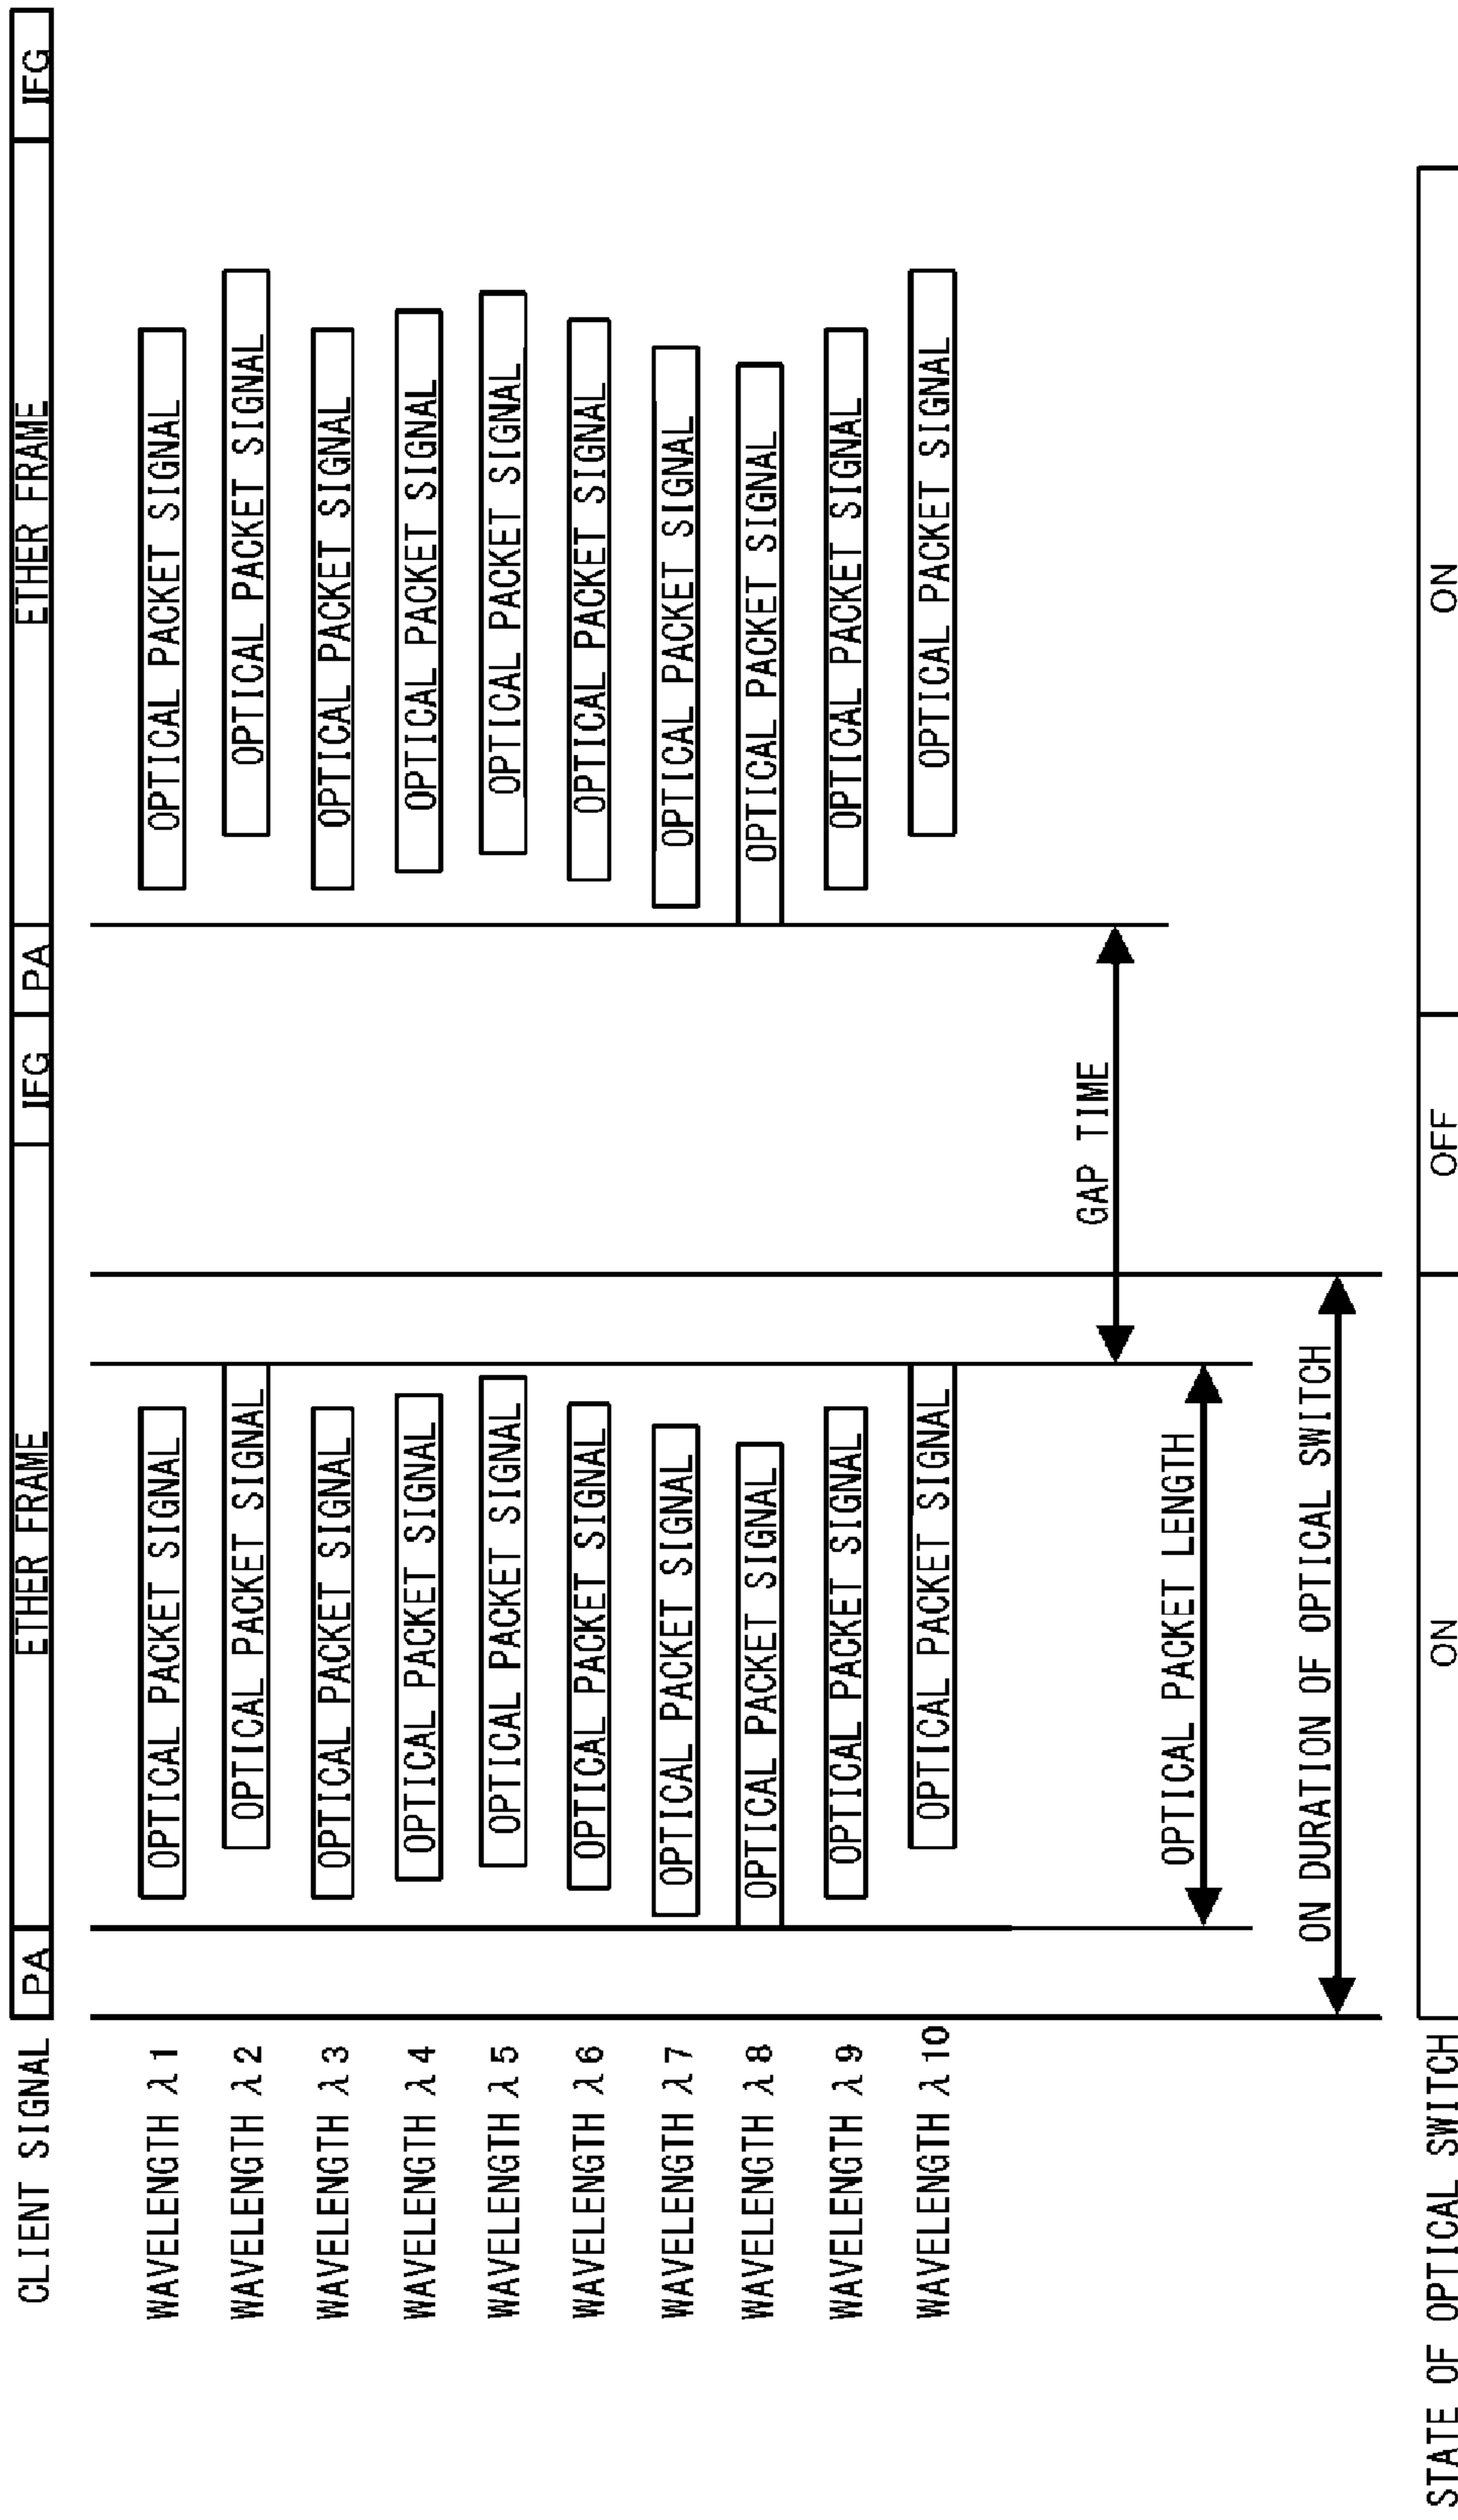 CLIENT SIGNAL PA ETHER FRAME IFG PA ETHER FRAME IFG
WAVELENGTH λ1 OPTICAL PACKET SIGNAL OPTICAL PACKET SIGNAL
WAVELENGTH λ2 OPTICAL PACKET SIGNAL OPTICAL PACKET SIGNAL
WAVELENGTH λ3 OPTICAL PACKET SIGNAL OPTICAL PACKET SIGNAL
WAVELENGTH λ4 OPTICAL PACKET SIGNAL OPTICAL PACKET SIGNAL
WAVELENGTH λ5 OPTICAL PACKET SIGNAL OPTICAL PACKET SIGNAL
WAVELENGTH λ6 OPTICAL PACKET SIGNAL OPTICAL PACKET SIGNAL
WAVELENGTH λ7 OPTICAL PACKET SIGNAL OPTICAL PACKET SIGNAL
WAVELENGTH λ8 OPTICAL PACKET SIGNAL OPTICAL PACKET SIGNAL
WAVELENGTH λ9 OPTICAL PACKET SIGNAL OPTICAL PACKET SIGNAL
WAVELENGTH λ10 OPTICAL PACKET SIGNAL OPTICAL PACKET SIGNAL
GAP TIME
OPTICAL PACKET LENGTH
ON DURATION OF OPTICAL SWITCH
STATE OF OPTICAL SWITCH ON OFF ON